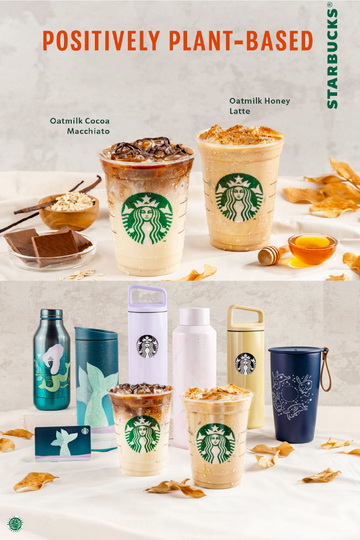 POSITIVELY PLANT-BASED
STARBUCKS®
Oatmilk Honey
Latte
Oatmilk Cocoa
Macchiato